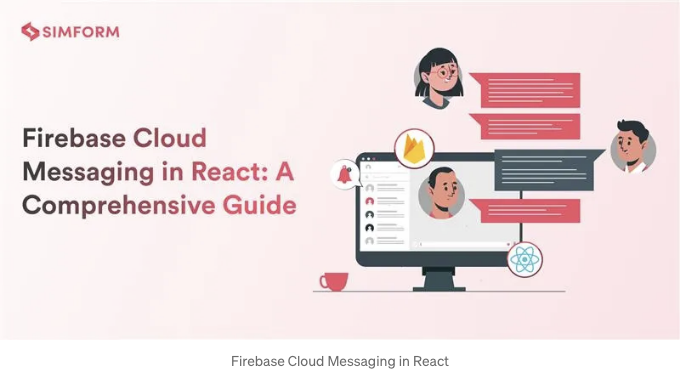 SIMFORM
Firebase Cloud
Messaging in React: A
Comprehensive Guide
Firebase Cloud Messaging in React